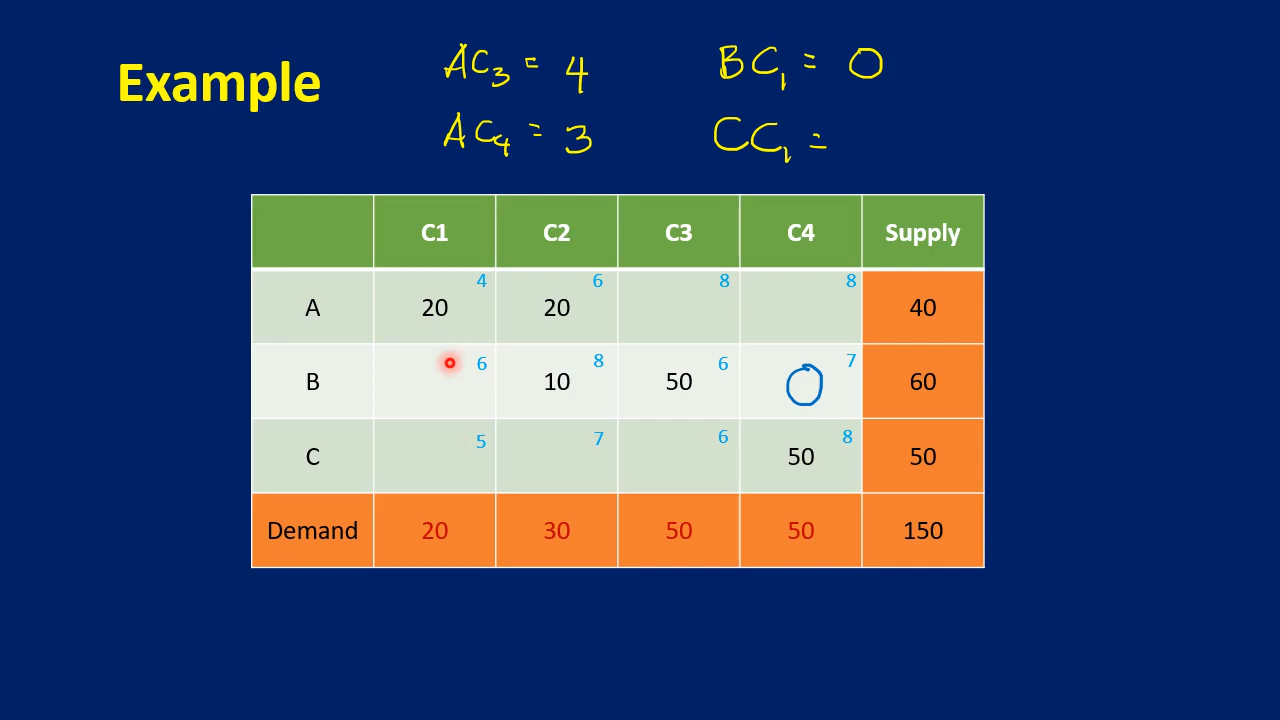 Example
AC3 = 4
BC1 = 0
AC4 = 3
CC1 =
C1 C2 C3 C4 Supply
4 6 8 8
A 20 20 40
6 8 6 7
B 10 50 0 60
5 7 6 8
C 50 50
Demand 20 30 50 50 150